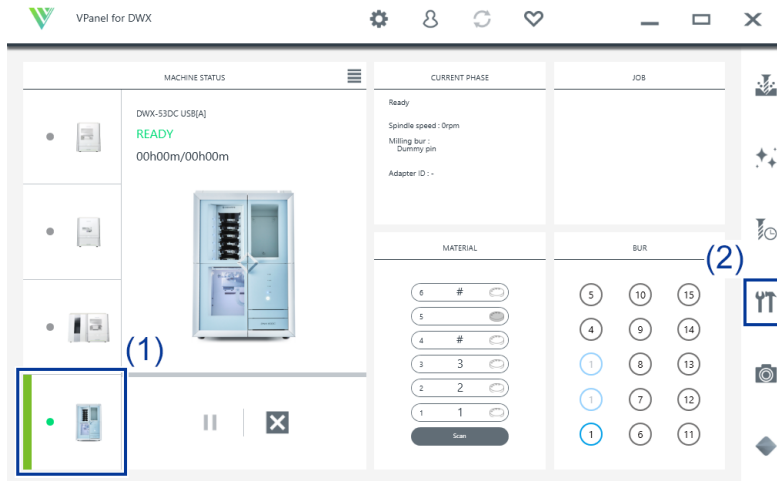 VPanel for DWX
MACHINE STATUS
CURRENT PHASE
JOB
DWX-53DC USB[A]
READY
00h00m/00h00m
Ready
Spindle speed : 0rpm
Milling bur :
Dummy pin
Adapter ID : -
MATERIAL
BUR
(2)
6 #
5
4 #
3 3
2 2
1 1
Scan
5 10 15
4 9 14
1 8 13
1 7 12
1 6 11
(1)